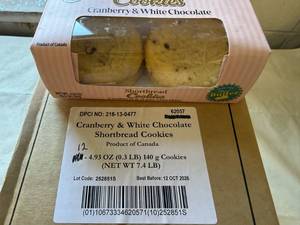 Cookies
Cranberry & White Chocolate
Product of Canada
Shortbread
Cookies
Butter
DPCI NO: 218-13-0477
62057
Cranberry & White Chocolate
Shortbread Cookies
Product of Canada
12
- 4.93 OZ (0.3 LB) 140 g Cookies
(NET WT 7.4 LB)
Lot Code: 252851S
Best Before: 12 OCT 2026
(01)10673334620571(10)252851S